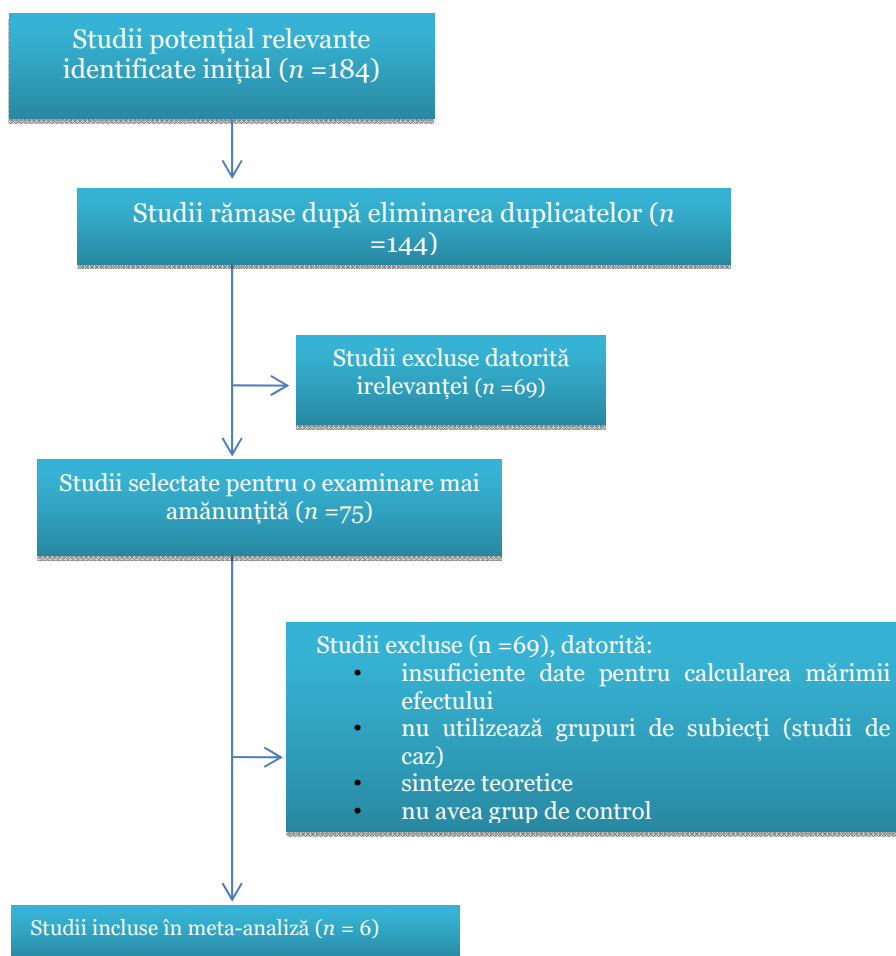 Studii potențial relevante
identificate inițial (n =184)
Studii rămase după eliminarea duplicatelor (n
=144)
Studii excluse datorită
irelevanței (n =69)
Studii selectate pentru o examinare mai
amănunțită (n =75)
Studii excluse (n =69), datorită:
• insuficiente date pentru calcularea mărimii
efectului
• nu utilizează grupuri de subiecți (studii de
caz)
• sinteze teoretice
• nu avea grup de control
Studii incluse în meta-analiză (n = 6)